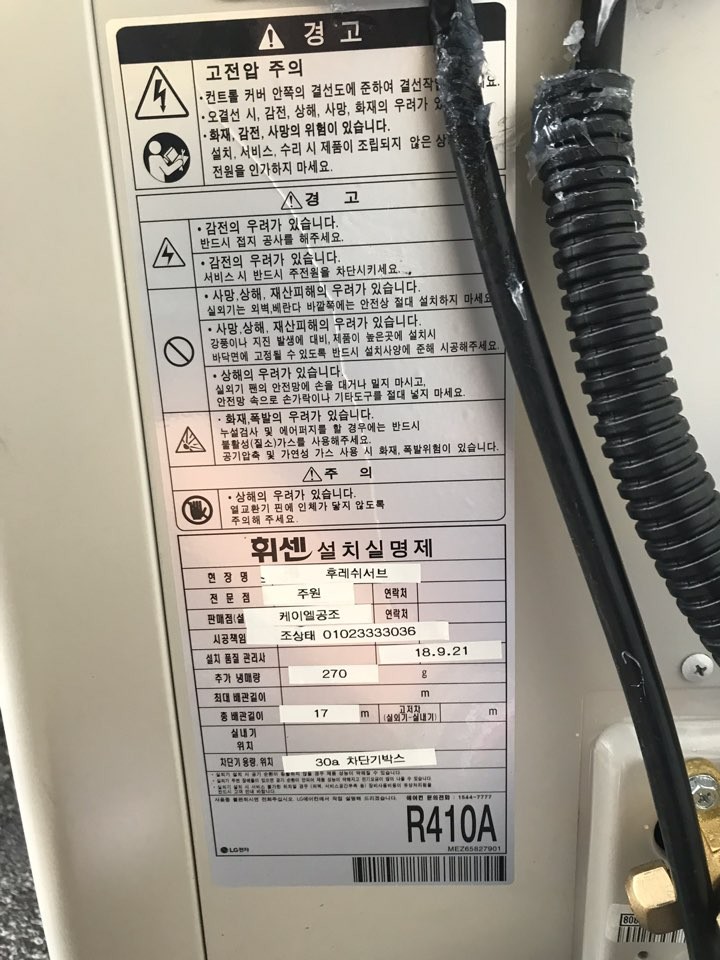 경 고
고전압 주의
• 컨트롤 커버 안쪽의 결선도에 준하여 결선작 요.
• 오결선 시, 감전, 상해, 사망, 화재의 우려가
• 화재, 감전, 사망의 위험이 있습니다.
설치, 서비스, 수리 시 제품이 조립되지 않은
전원을 인가하지 마세요.
경 고
• 감전의 우려가 있습니다.
반드시 접지 공사를 해주세요.
• 감전의 우려가 있습니다.
서비스 시 반드시 주전원을 차단시키세요.
• 사망,상해, 재산피해의 우려가 있습니다.
실외기는 외벽,베란다 바깥쪽에는 안전상 절대 설치하지 마세요
• 사망,상해, 재산피해의 우려가 있습니다.
강풍이나 지진 발생에 대비, 제품이 높은곳에 설치시
바닥면에 고정될 수 있도록 반드시 설치사양에 준해 시공해주세요.
• 상해의 우려가 있습니다.
실외기 팬의 안전망에 손을 대거나 밀지 마시고,
안전망 속으로 손가락이나 기타도구를 절대 넣지 마세요.
• 화재,폭발의 우려가 있습니다.
누설검사 및 에어퍼지를 할 경우에는 반드시
불활성(질소)가스를 사용해주세요.
공기압축 및 가연성 가스 사용 시 화재, 폭발위험이 있습니다.
주 의
• 상해의 우려가 있습니다.
열교환기 핀에 인체가 닿지 않도록
주의해 주세요.
휘센 설치실명제
현 장 명 후레쉬서브
전 문 점 주원 연락처
판매점(설 케이엘공조 연락처
시공책임 조상태 01023333036
설치 품질 관리사 18.9.21
추가 냉매량 270 g
최대 배관길이 m
총 배관길이 17 m 고저차 (실외기-실내기) m
실내기 위치
차단기 용량, 위치 30a 차단기박스
에어컨 문의전화 : 1544-7777
R410A
LG전자
MEZ65827901